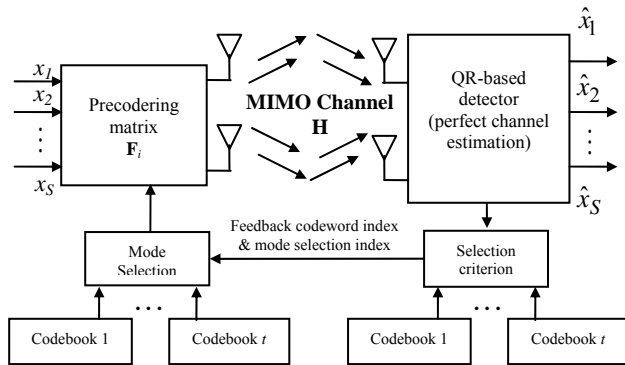 x1
x2
⋮
xS
Precodering
matrix
Fi
MIMO Channel
H
QR-based
detector
(perfect channel
estimation)
x̂1
x̂2
⋮
x̂S
Feedback codeword index
& mode selection index
Mode
Selection
Selection
criterion
...
...
Codebook 1
Codebook t
Codebook 1
Codebook t